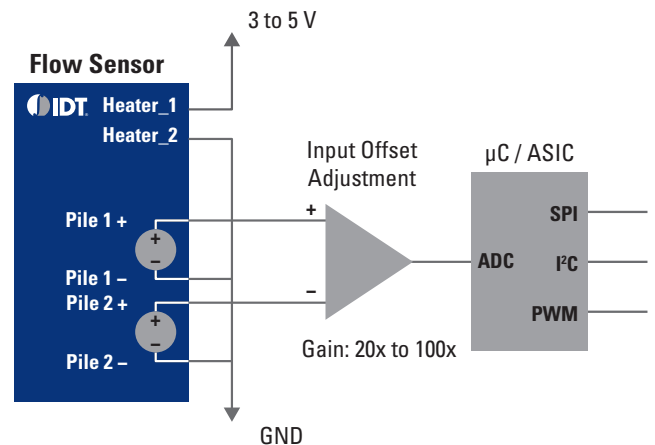 3 to 5 V
Flow Sensor
IDT
Heater_1
Heater_2
Input Offset
Adjustment
µC / ASIC
Pile 1 +
+
–
Pile 1 –
Pile 2 +
+
–
Pile 2 –
+
–
Gain: 20x to 100x
ADC
SPI
I²C
PWM
GND